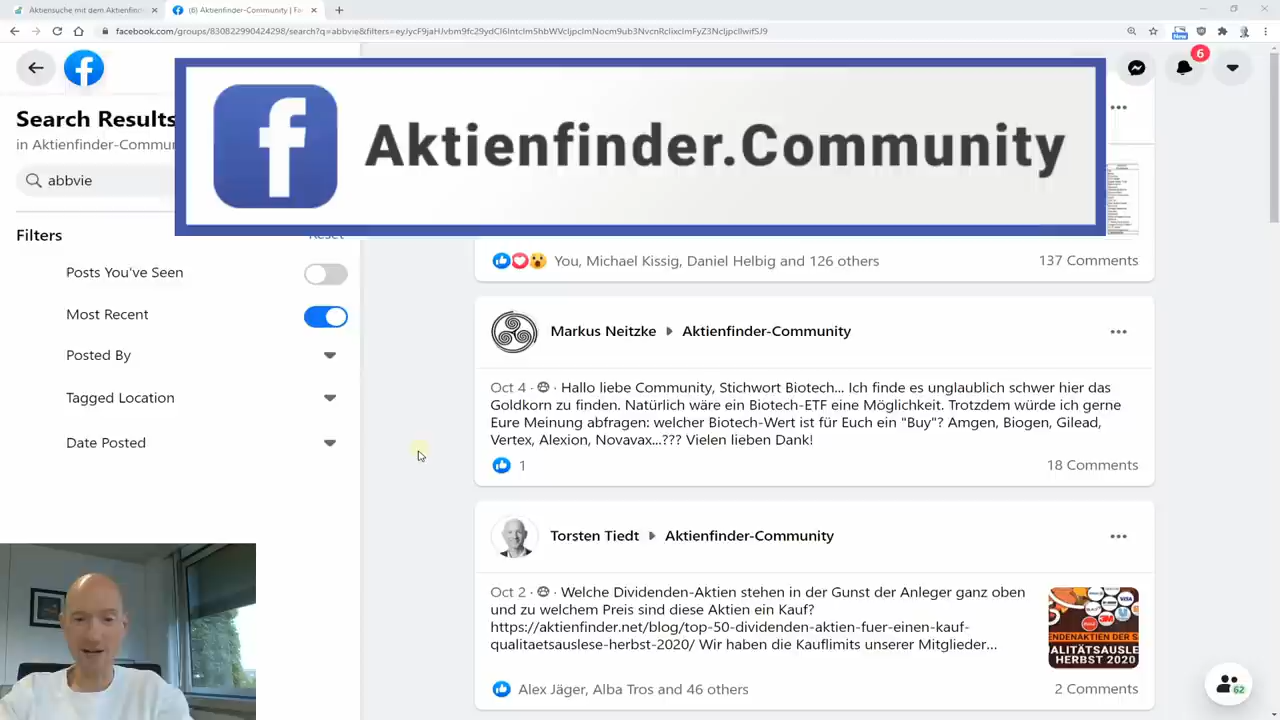 Aktiensuche mit dem Aktienfinde
(6) Aktienfinder-Community | Fac
facebook.com/groups/830822990424298/search?q=abbvie&filters=
New
6
Search Results
in Aktienfinder-Commun
Aktienfinder.Community
abbvie
Filters
Reset
Posts You've Seen
Most Recent
Posted By
Tagged Location
Date Posted
You, Michael Kissig, Daniel Helbig and 126 others
137 Comments
Markus Neitzke Aktienfinder-Community
Oct 4 · Hallo liebe Community, Stichwort Biotech... Ich finde es unglaublich schwer hier das
Goldkorn zu finden. Natürlich wäre ein Biotech-ETF eine Möglichkeit. Trotzdem würde ich gerne
Eure Meinung abfragen: welcher Biotech-Wert ist für Euch ein "Buy"? Amgen, Biogen, Gilead,
Vertex, Alexion, Novavax...??? Vielen lieben Dank!
1
18 Comments
Torsten Tiedt Aktienfinder-Community
Oct 2 · Welche Dividenden-Aktien stehen in der Gunst der Anleger ganz oben
und zu welchem Preis sind diese Aktien ein Kauf?
https://aktienfinder.net/blog/top-50-dividenden-aktien-fuer-einen-kauf-
qualitaetsauslese-herbst-2020/ Wir haben die Kauflimits unserer Mitglieder...
VISA
3M
DENDENAKTIEN DER S
ALITÄTSAUSLE
HERBST 2020
Alex Jäger, Alba Tros and 46 others
2 Comments
62